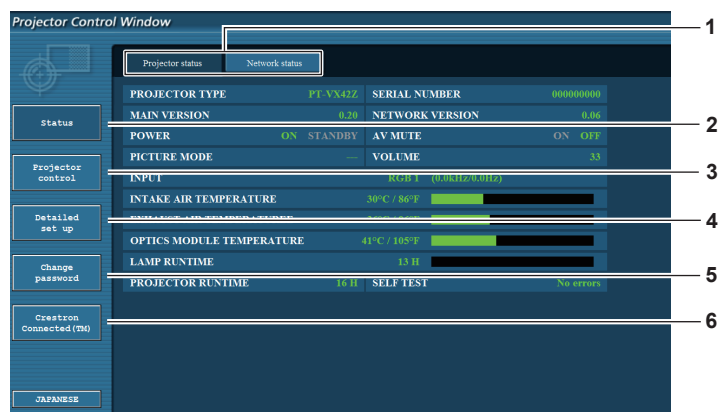 Projector Control Window
1
Projector status Network status
PROJECTOR TYPE PT-VX42Z SERIAL NUMBER 000000000
MAIN VERSION 0.20 NETWORK VERSION 0.06
Status
2
POWER ON STANDBY AV MUTE ON OFF
PICTURE MODE — VOLUME 33
Projector
control
3
INPUT RGB 1 (0.0kHz/0.0Hz)
INTAKE AIR TEMPERATURE 30°C / 86°F
Detailed
set up
4
OPTICS MODULE TEMPERATURE 41°C / 105°F
LAMP RUNTIME 13 H
Change
password
5
PROJECTOR RUNTIME 16 H SELF TEST No errors
Crestron
Connected(TM)
6
JAPANESE